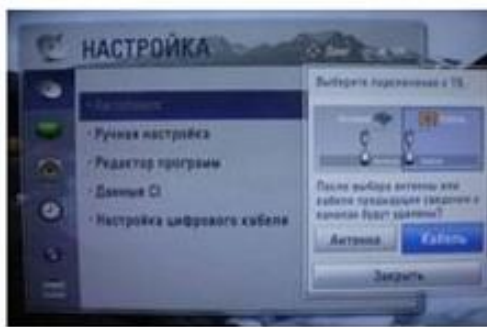 НАСТРОЙКА
Выберите подключение к ТВ.
· Автопоиск
· Ручная настройка
· Редактор программ
· Данные CI
· Настройка цифрового кабеля
После выбора антенны или
кабеля предыдущие сведения о
каналах будут удалены?
Антенна Кабель
Закрыть